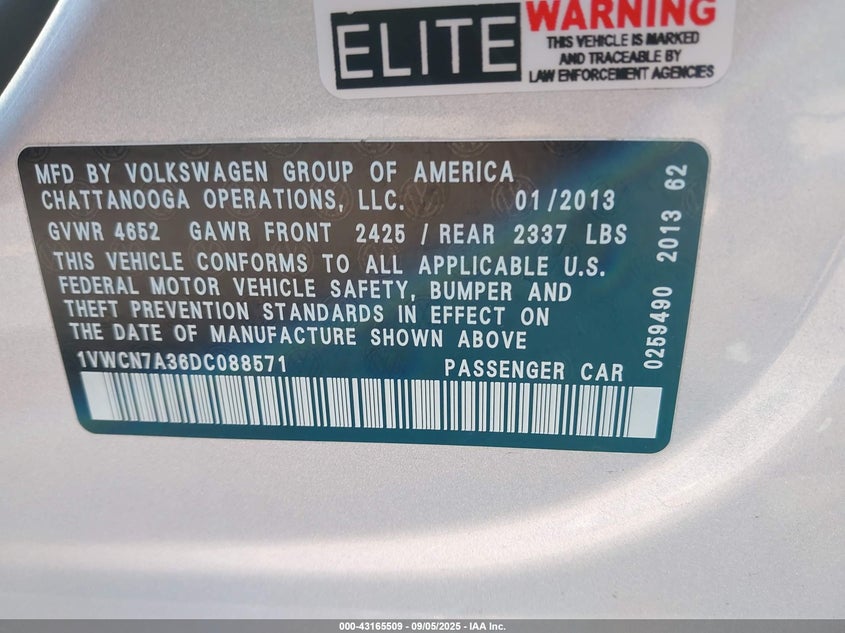 ELITE
WARNING
THIS VEHICLE IS MARKED
AND TRACEABLE BY
LAW ENFORCEMENT AGENCIES
MFD BY VOLKSWAGEN GROUP OF AMERICA
CHATTANOOGA OPERATIONS, LLC. 01/2013
GVWR 4652 GAWR FRONT 2425 / REAR 2337 LBS
THIS VEHICLE CONFORMS TO ALL APPLICABLE U.S.
FEDERAL MOTOR VEHICLE SAFETY, BUMPER AND
THEFT PREVENTION STANDARDS IN EFFECT ON
THE DATE OF MANUFACTURE SHOWN ABOVE
1VWCN7A36DC088571 PASSENGER CAR
0259490 2013 62
000-43165509 - 09/05/2025 - IAA Inc.